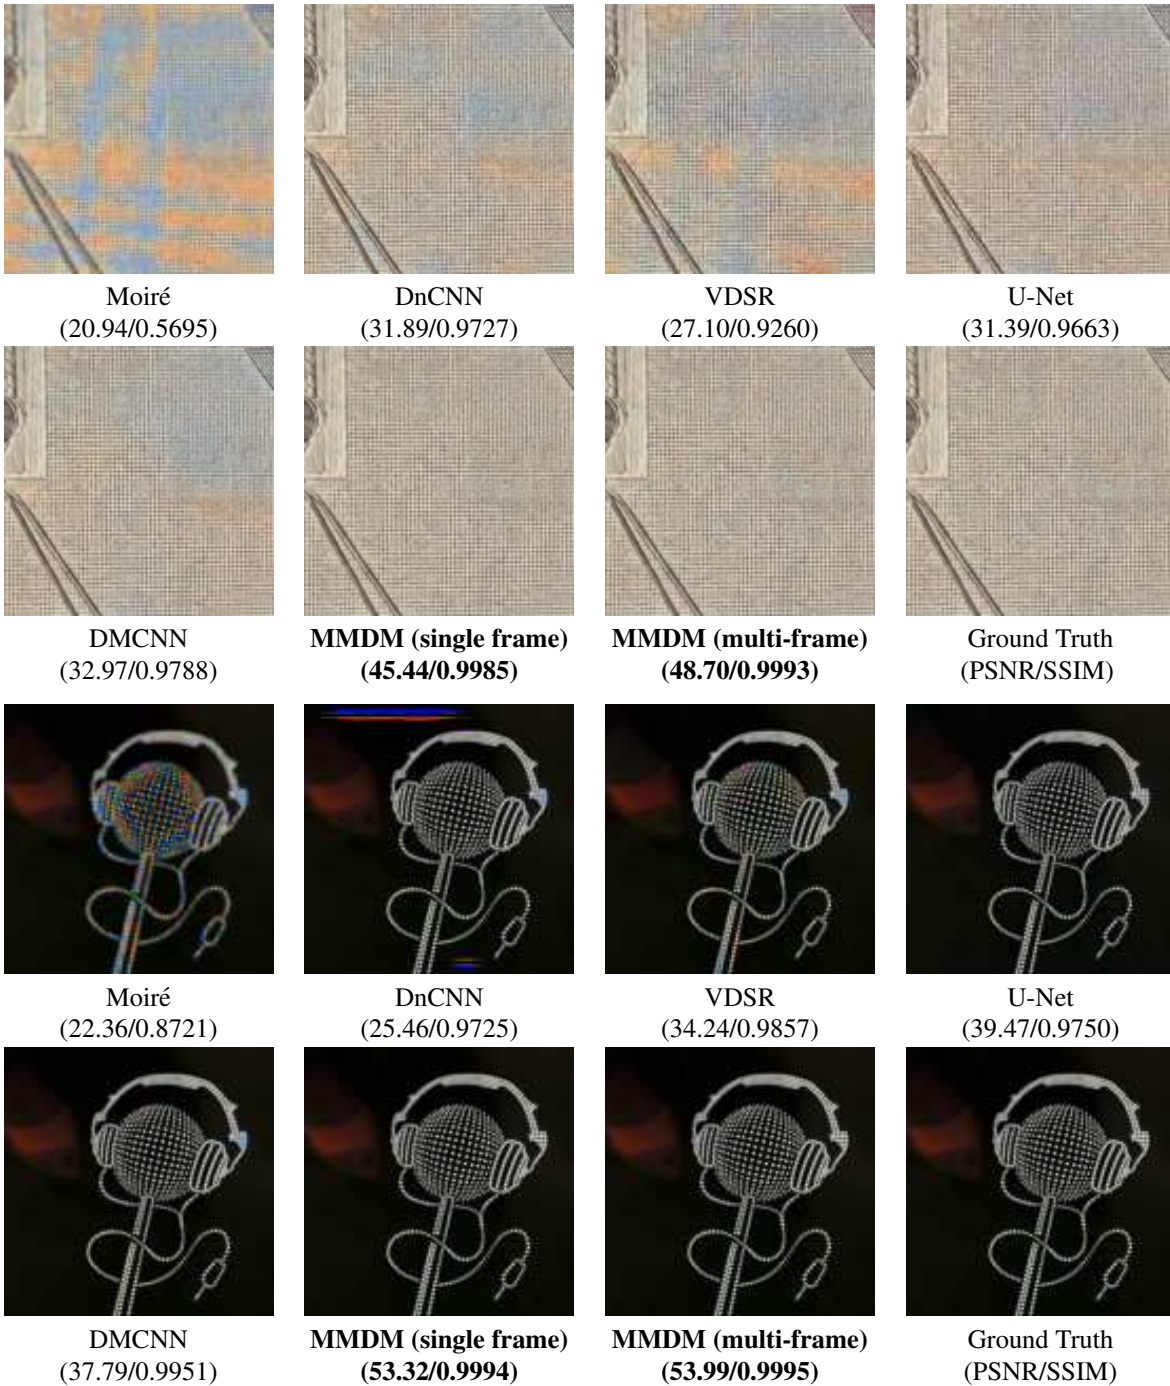 Moiré
(20.94/0.5695)
DnCNN
(31.89/0.9727)
VDSR
(27.10/0.9260)
U-Net
(31.39/0.9663)
DMCNN
(32.97/0.9788)
MMDM (single frame)
(45.44/0.9985)
MMDM (multi-frame)
(48.70/0.9993)
Ground Truth
(PSNR/SSIM)
Moiré
(22.36/0.8721)
DnCNN
(25.46/0.9725)
VDSR
(34.24/0.9857)
U-Net
(39.47/0.9750)
DMCNN
(37.79/0.9951)
MMDM (single frame)
(53.32/0.9994)
MMDM (multi-frame)
(53.99/0.9995)
Ground Truth
(PSNR/SSIM)